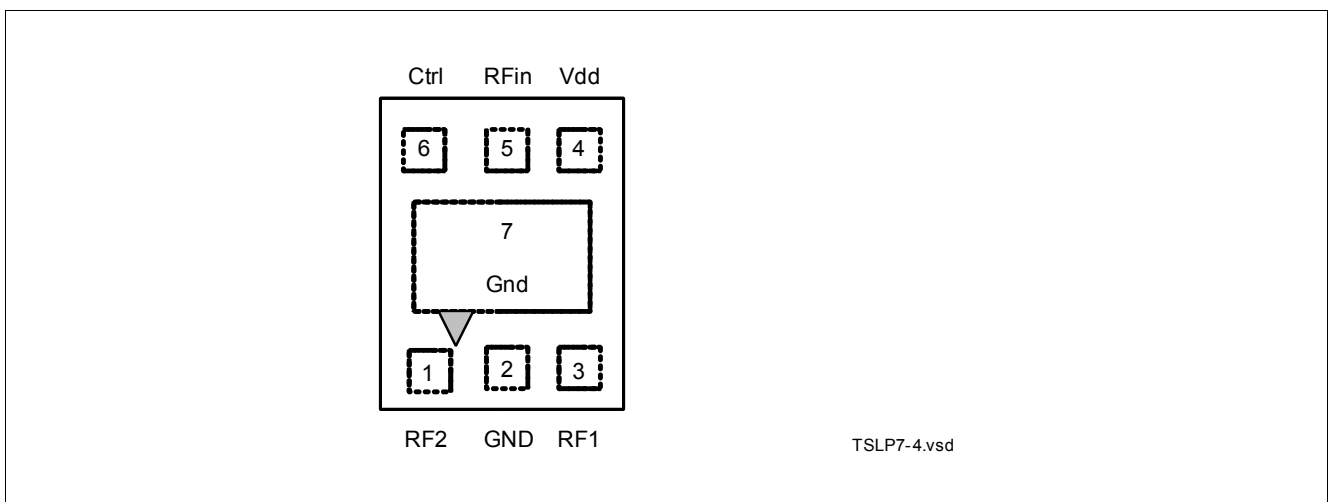 Ctrl RFin Vdd
6 5 4
7
Gnd
1 2 3
RF2 GND RF1
TSLP7-4.vsd